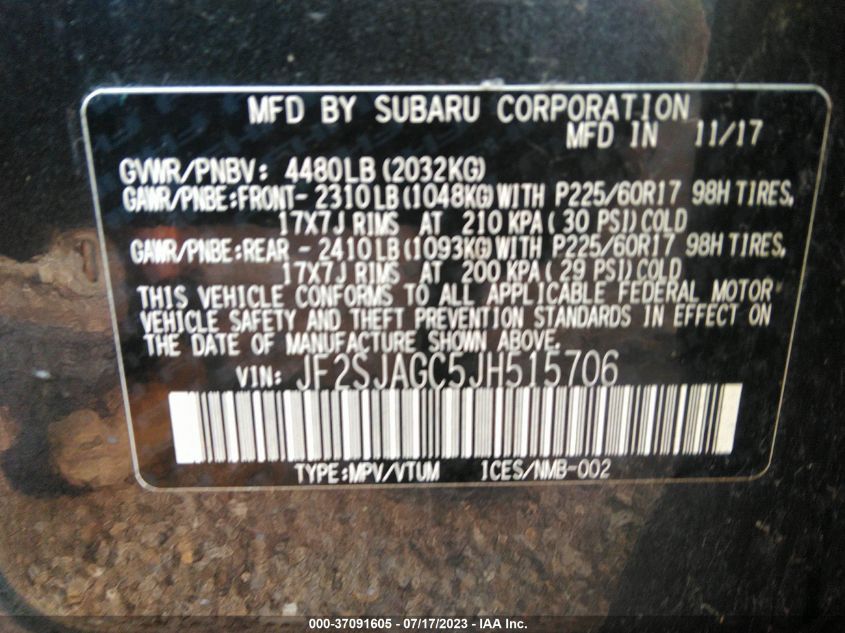 MFD BY SUBARU CORPORATION
MFD IN 11/17
GVWR/PNBV: 4480LB (2032KG)
GAWR/PNBE:FRONT- 2310LB (1048KG) WITH P225/60R17 98H TIRES,
17X7J RIMS AT 210 KPA( 30 PSI) COLD
GAWR/PNBE:REAR - 2410LB (1093KG) WITH P225/60R17 98H TIRES,
17X7J RIMS AT 200 KPA( 29 PSI) COLD
THIS VEHICLE CONFORMS TO ALL APPLICABLE FEDERAL MOTOR
VEHICLE SAFETY AND THEFT PREVENTION STANDARDS IN EFFECT ON
THE DATE OF MANUFACTURE SHOWN ABOVE.
VIN: JF2SJAGC5JH515706
TYPE:MPV/VTUM ICES/NMB-002
000-37091605 - 07/17/2023 - IAA Inc.